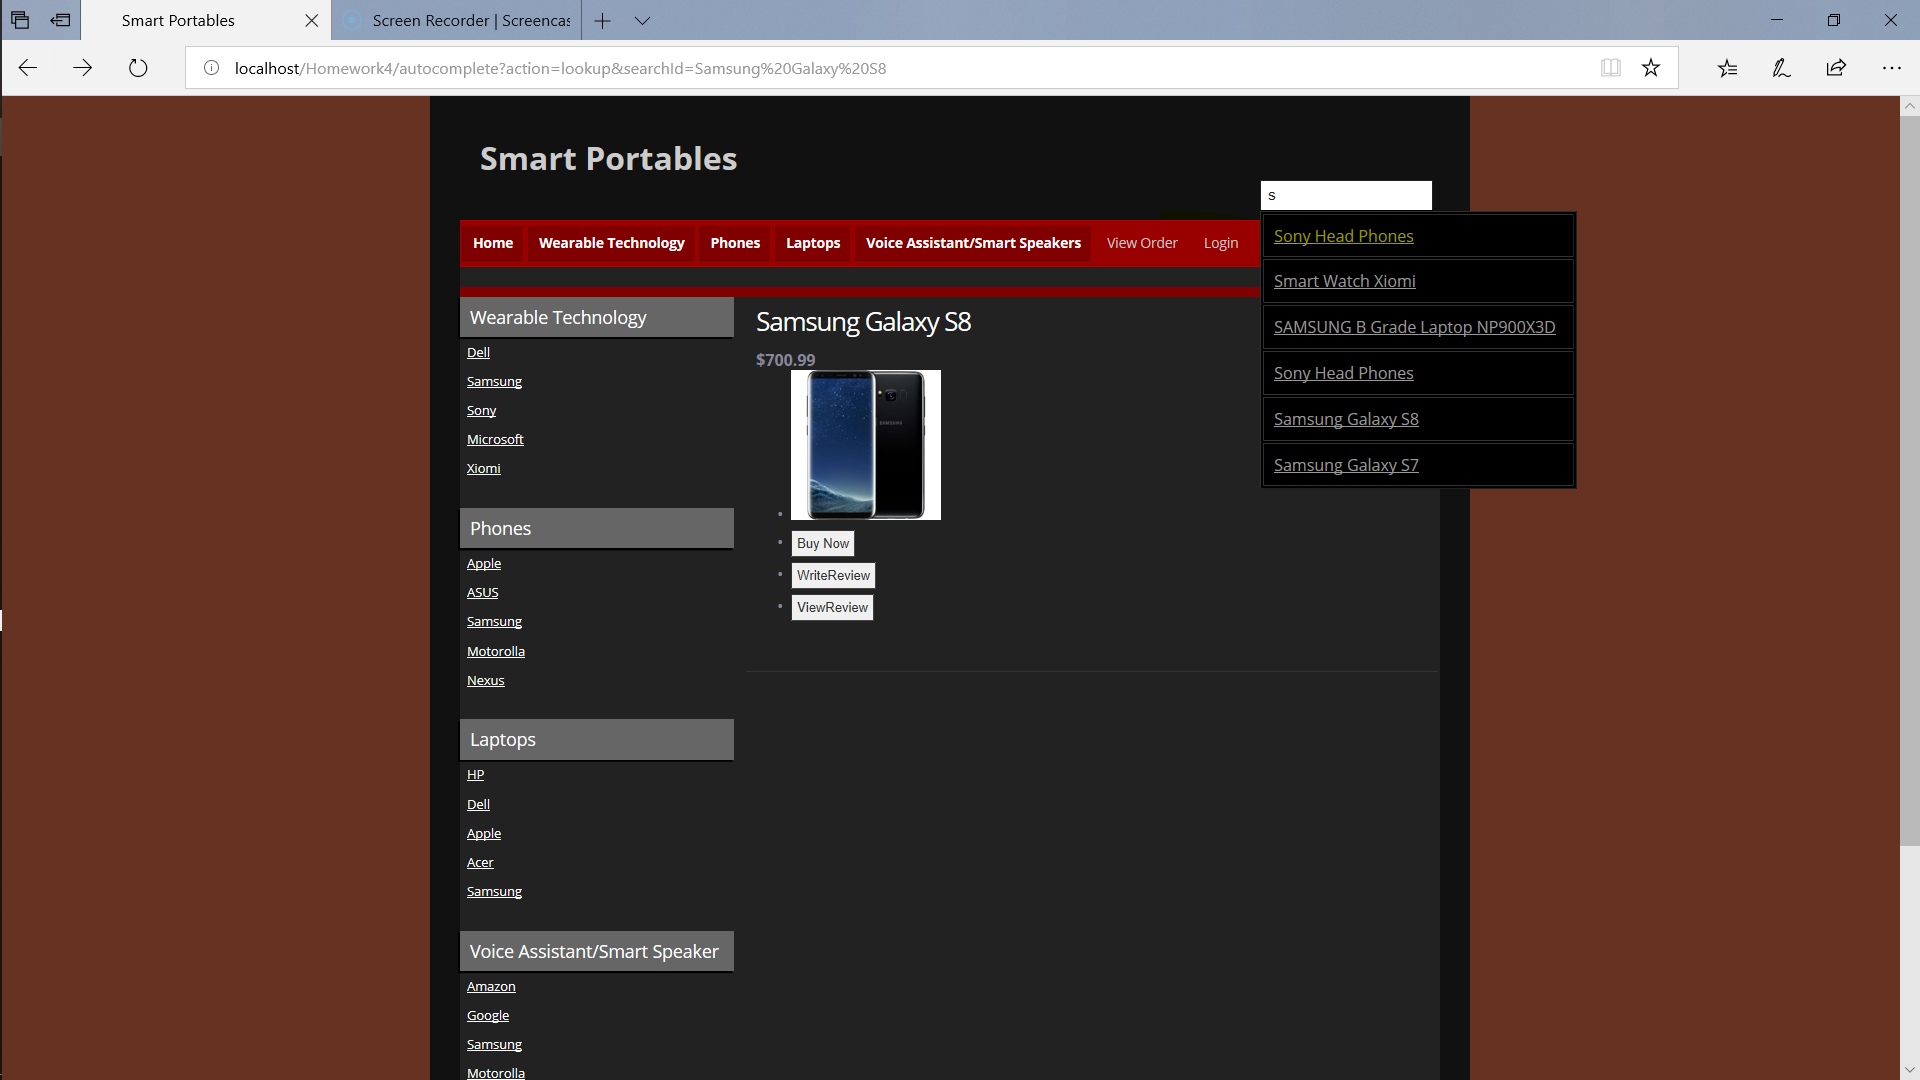 Smart Portables
Screen Recorder | Screencas
localhost/Homework4/autocomplete?action=lookup&searchId=Samsung%20Galaxy%20S8
Smart Portables
s
Home Wearable Technology Phones Laptops Voice Assistant/Smart Speakers View Order Login
Sony Head Phones
Smart Watch Xiomi
SAMSUNG B Grade Laptop NP900X3D
Sony Head Phones
Samsung Galaxy S8
Samsung Galaxy S7
Wearable Technology
Dell
Samsung
Sony
Microsoft
Xiomi
Phones
Apple
ASUS
Samsung
Motorolla
Nexus
Laptops
HP
Dell
Apple
Acer
Samsung
Voice Assistant/Smart Speaker
Amazon
Google
Samsung
Motorolla
Samsung Galaxy S8
$700.99
SAMSUNG
Buy Now
WriteReview
ViewReview